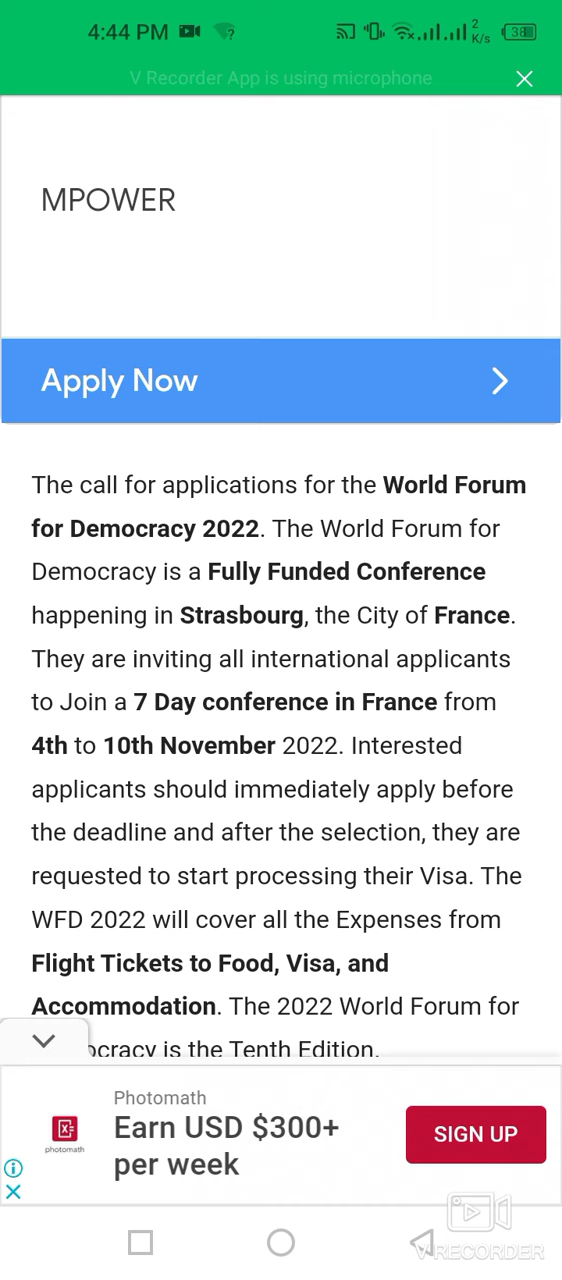 4:44 PM
2
K/s
38
V Recorder App is using microphone
MPOWER
Apply Now
The call for applications for the World Forum
for Democracy 2022. The World Forum for
Democracy is a Fully Funded Conference
happening in Strasbourg, the City of France.
They are inviting all international applicants
to Join a 7 Day conference in France from
4th to 10th November 2022. Interested
applicants should immediately apply before
the deadline and after the selection, they are
requested to start processing their Visa. The
WFD 2022 will cover all the Expenses from
Flight Tickets to Food, Visa, and
Accommodation. The 2022 World Forum for
ocracy is the Tenth Edition.
Photomath
Earn USD $300+
per week
photomath
SIGN UP
VRECORDER